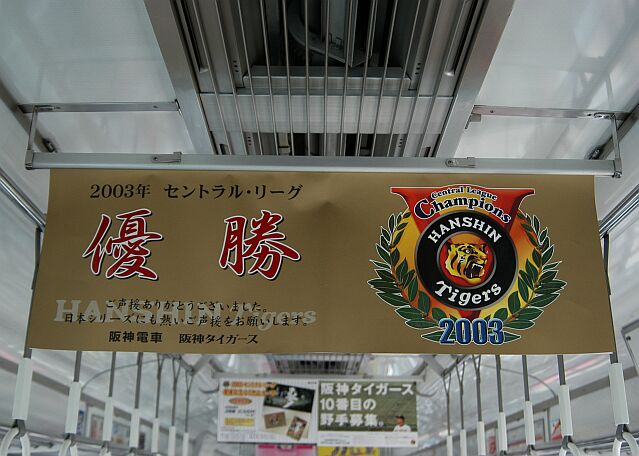 2003年 セントラル・リーグ
優勝
HANSHIN Tigers
ご声援ありがとうございました。
日本シリーズにも熱いご声援をお願いします。
阪神電車 阪神タイガース
Central League
Champions
HANSHIN
Tigers
2003
阪神タイガース
10番目の
野手募集。